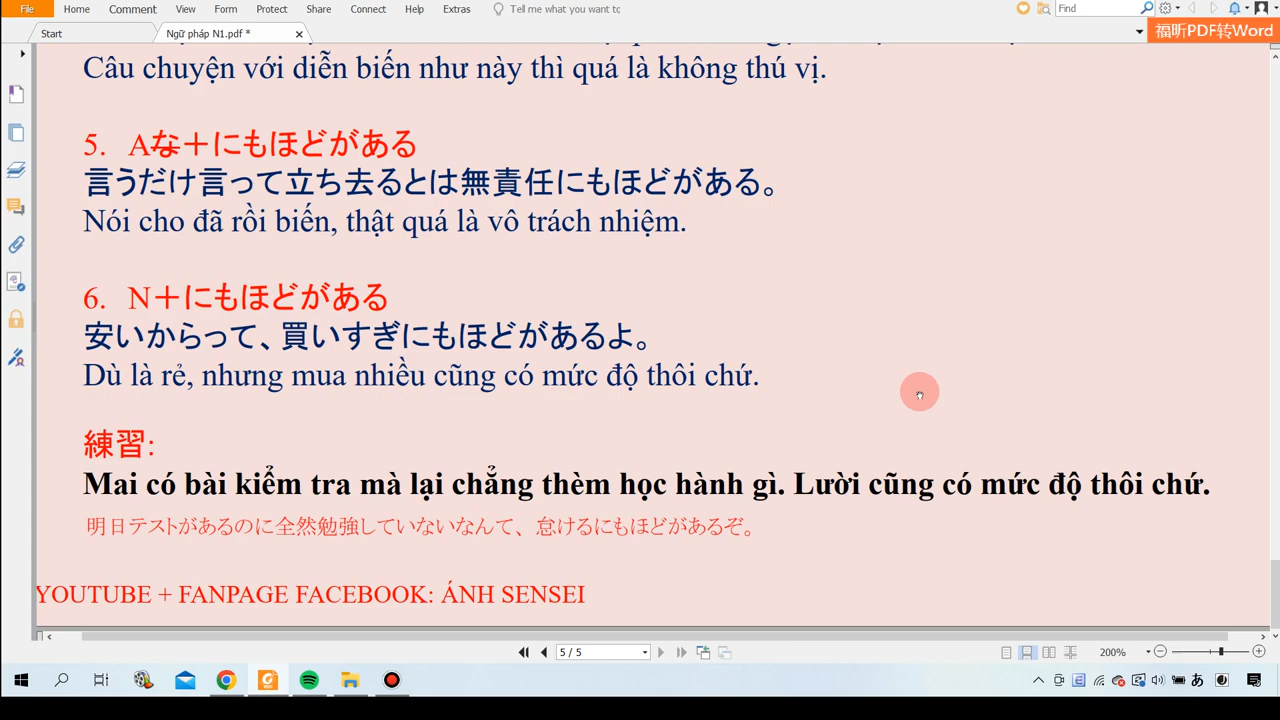 File Home Comment View Form Protect Share Connect Help Extras Tell me what you want to Find
Start Ngữ pháp N1.pdf * 福昕PDF转Word
Câu chuyện với diễn biến như này thì quá là không thú vị.
5. Aな+にもほどがある
言うだけ言って立ち去るとは無責任にもほどがある。
Nói cho đã rồi biến, thật quá là vô trách nhiệm.
6. N+にもほどがある
安いからって、買いすぎにもほどがあるよ。
Dù là rẻ, nhưng mua nhiều cũng có mức độ thôi chứ.
練習:
Mai có bài kiểm tra mà lại chẳng thèm học hành gì. Lười cũng có mức độ thôi chứ.
明日テストがあるのに全然勉強していないなんて、怠けるにもほどがあるぞ。
YOUTUBE + FANPAGE FACEBOOK: ÁNH SENSEI
5 / 5 200%
あ